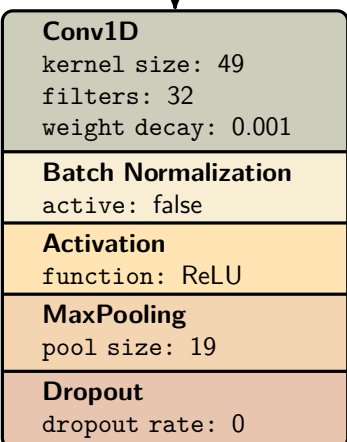 Conv1D
kernel size: 49
filters: 32
weight decay: 0.001
Batch Normalization
active: false
Activation
function: ReLU
MaxPooling
pool size: 19
Dropout
dropout rate: 0